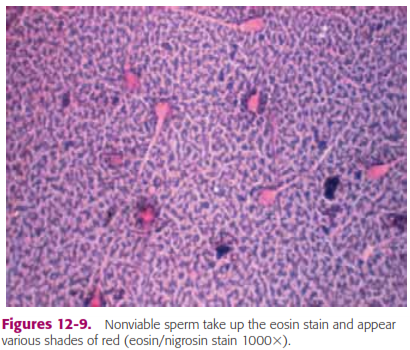 Figures 12-9. Nonviable sperm take up the eosin stain and appear
various shades of red (eosin/nigrosin stain 1000×).